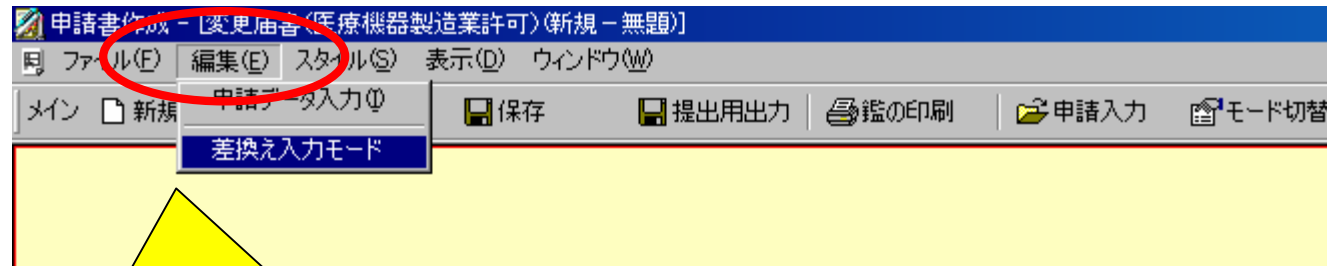 申請書作成 - [変更届書(医療機器製造業許可)(新規－無題)]
ファイル(F) 編集(E) スタイル(S) 表示(D) ウィンドウ(W)
申請データ入力(I)
メイン 新規 保存 提出用出力 鑑の印刷 申請入力 モード切替
差換え入力モード